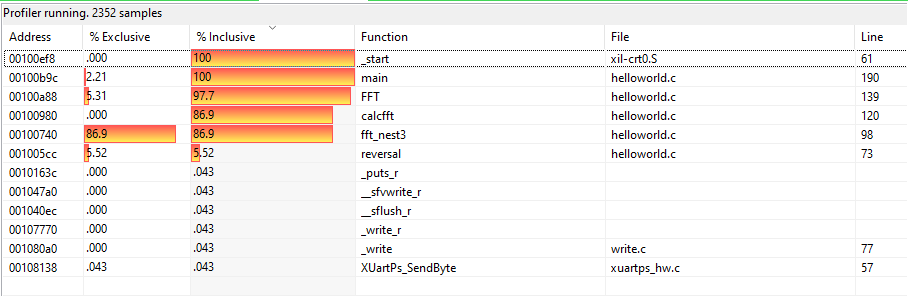 Profiler running. 2352 samples
Address % Exclusive % Inclusive Function File Line
00100ef8 .000 100 _start xil-crt0.S 61
00100b9c 2.21 100 main helloworld.c 190
00100a88 5.31 97.7 FFT helloworld.c 139
00100980 .000 86.9 calcfft helloworld.c 120
00100740 86.9 86.9 fft_nest3 helloworld.c 98
001005cc 5.52 5.52 reversal helloworld.c 73
0010163c .000 .043 _puts_r
001047a0 .000 .043 __sfvwrite_r
001040ec .000 .043 __sflush_r
00107770 .000 .043 _write_r
001080a0 .000 .043 _write write.c 77
00108138 .043 .043 XUartPs_SendByte xuartps_hw.c 57